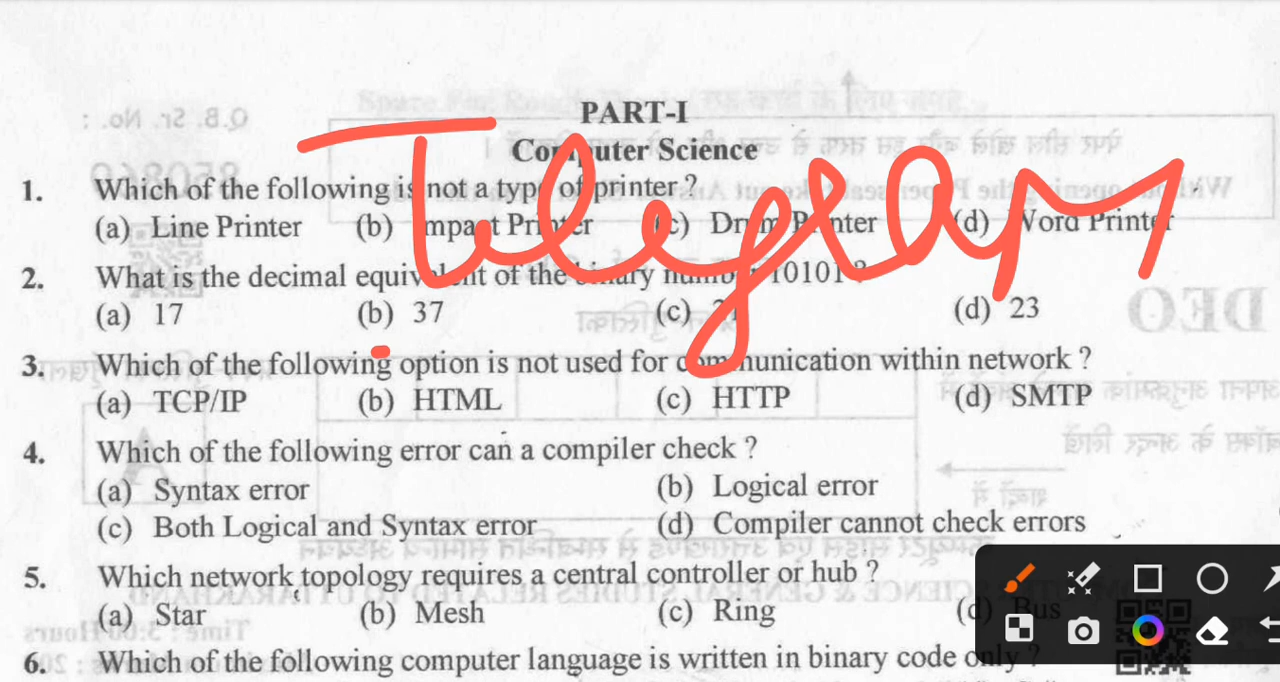 PART-I
Computer Science
Telegram
1. Which of the following is not a type of printer ?
(a) Line Printer (b) Impact Printer (c) Drum Printer (d) Word Printer
2. What is the decimal equivalent of the binary number 10101 ?
(a) 17 (b) 37 (c) (d) 23
3. Which of the following option is not used for communication within network ?
(a) TCP/IP (b) HTML (c) HTTP (d) SMTP
4. Which of the following error can a compiler check ?
(a) Syntax error (b) Logical error
(c) Both Logical and Syntax error (d) Compiler cannot check errors
5. Which network topology requires a central controller or hub ?
(a) Star (b) Mesh (c) Ring (d) Bus
6. Which of the following computer language is written in binary code only ?